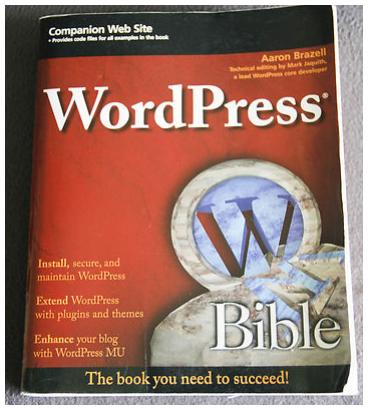 Companion Web Site
• Provides code files for all examples in the book
Aaron Brazell
Technical editing by Mark Jaquith,
a lead WordPress core developer
WordPress®
W
Install, secure, and
maintain WordPress
Extend WordPress
with plugins and themes
Enhance your blog
with WordPress MU
Bible
The book you need to succeed!